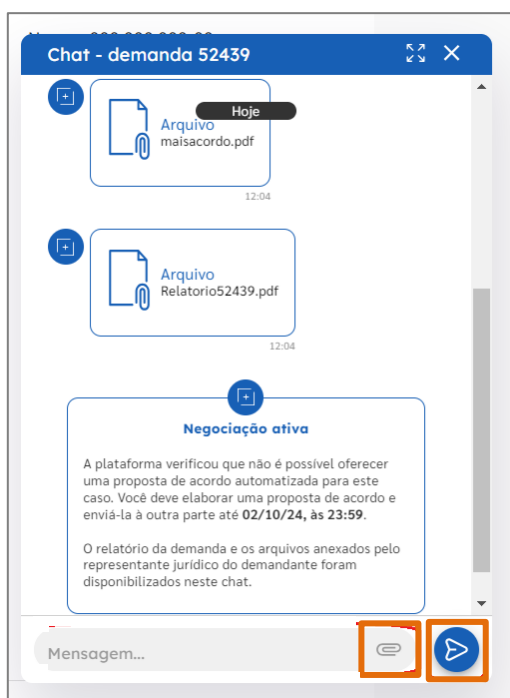 Chat - demanda 52439
Hoje
Arquivo
maisacordo.pdf
12:04
Arquivo
Relatorio52439.pdf
12:04
Negociação ativa
A plataforma verificou que não é possível oferecer
uma proposta de acordo automatizada para este
caso. Você deve elaborar uma proposta de acordo e
enviá-la à outra parte até 02/10/24, às 23:59.
O relatório da demanda e os arquivos anexados pelo
representante jurídico do demandante foram
disponibilizados neste chat.
Mensagem...